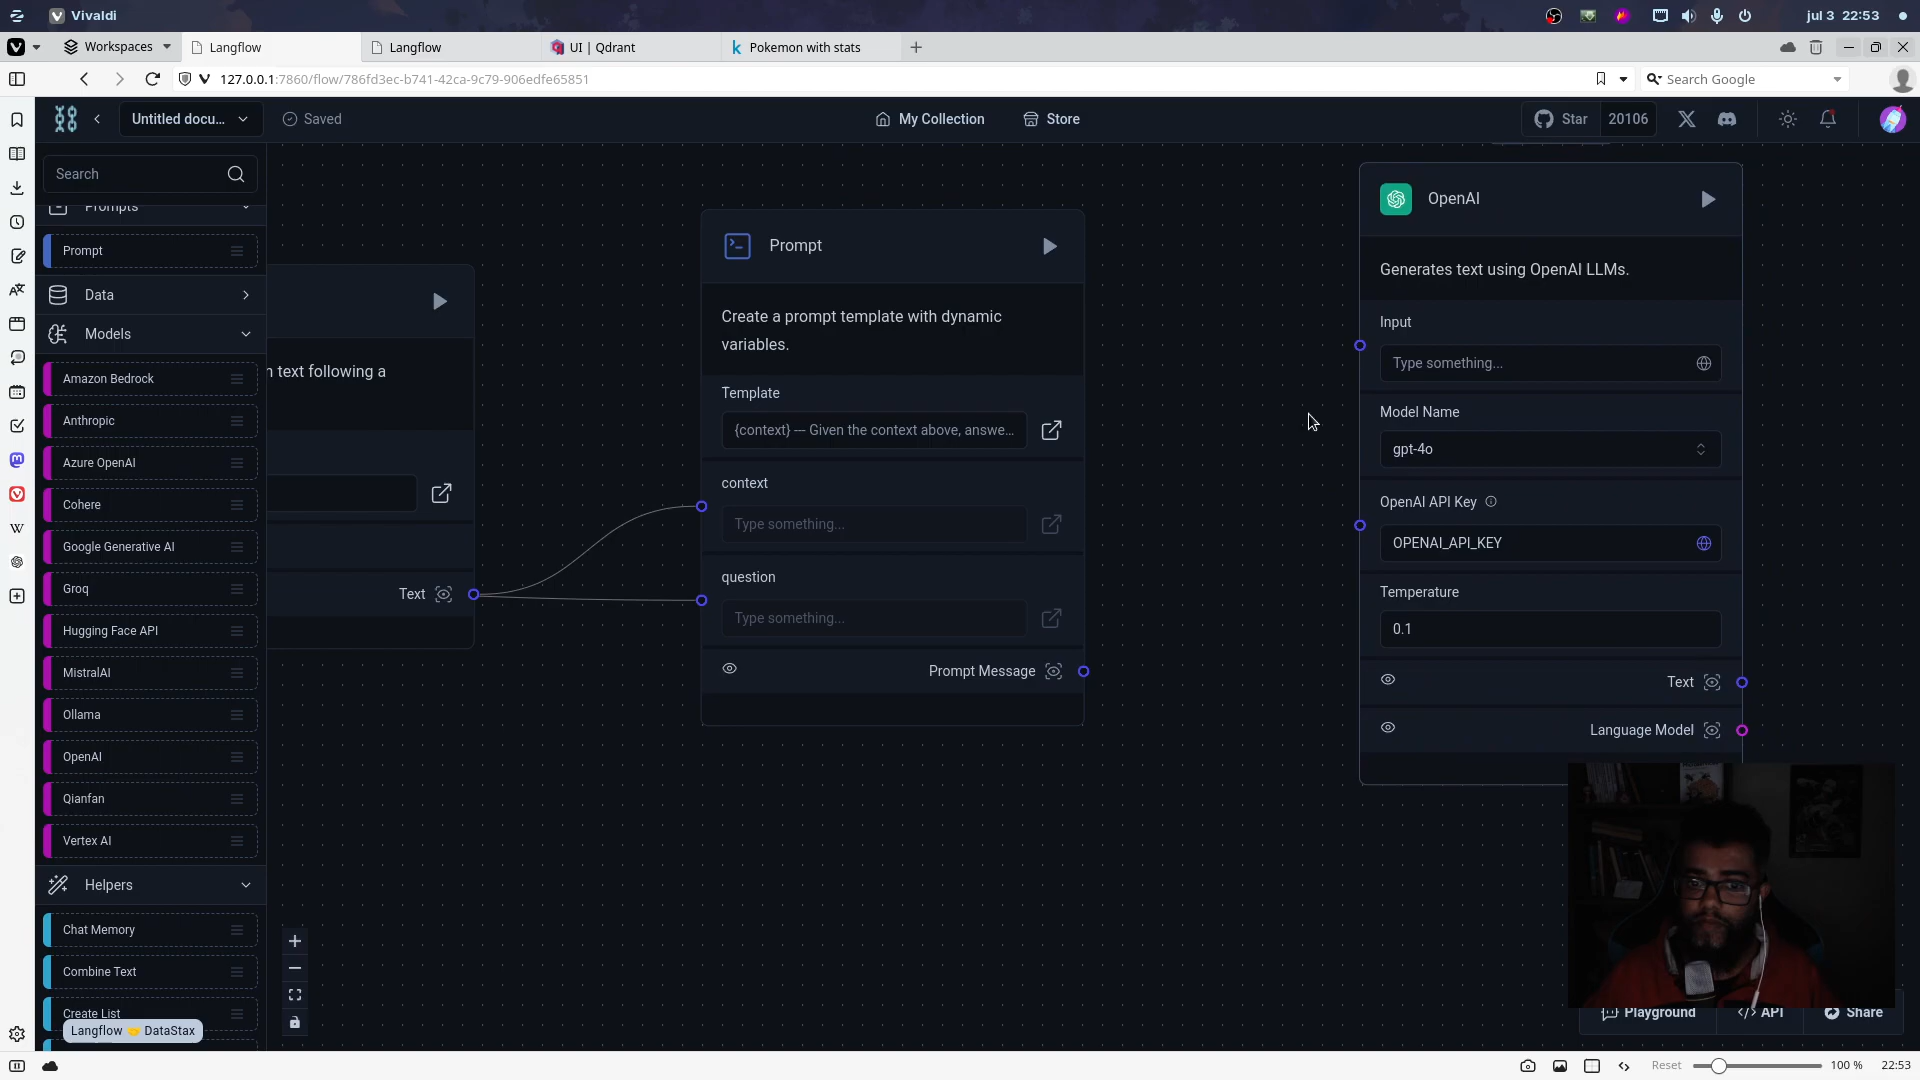 Vivaldi
jul 3 22:53
Workspaces
Langflow
Langflow
UI | Qdrant
Pokemon with stats
127.0.0.1:7860/flow/786fd3ec-b741-42ca-9c79-906edfe65851
Search Google
Untitled docu...
Saved
My Collection
Store
Star
20106
Search
Prompts
Prompt
Data
Models
Amazon Bedrock
Anthropic
Azure OpenAI
Cohere
Google Generative AI
Groq
Hugging Face API
MistralAI
Ollama
OpenAI
Qianfan
Vertex AI
Helpers
Chat Memory
Combine Text
Create List
Langflow 🤝 DataStax
n text following a
Text
Prompt
Create a prompt template with dynamic
variables.
Template
{context} — Given the context above, answe...
context
Type something...
question
Type something...
Prompt Message
OpenAI
Generates text using OpenAI LLMs.
Input
Type something...
Model Name
gpt-4o
OpenAI API Key
OPENAI_API_KEY
Temperature
0.1
Text
Language Model
Playground
API
Share
Reset
100 %
22:53